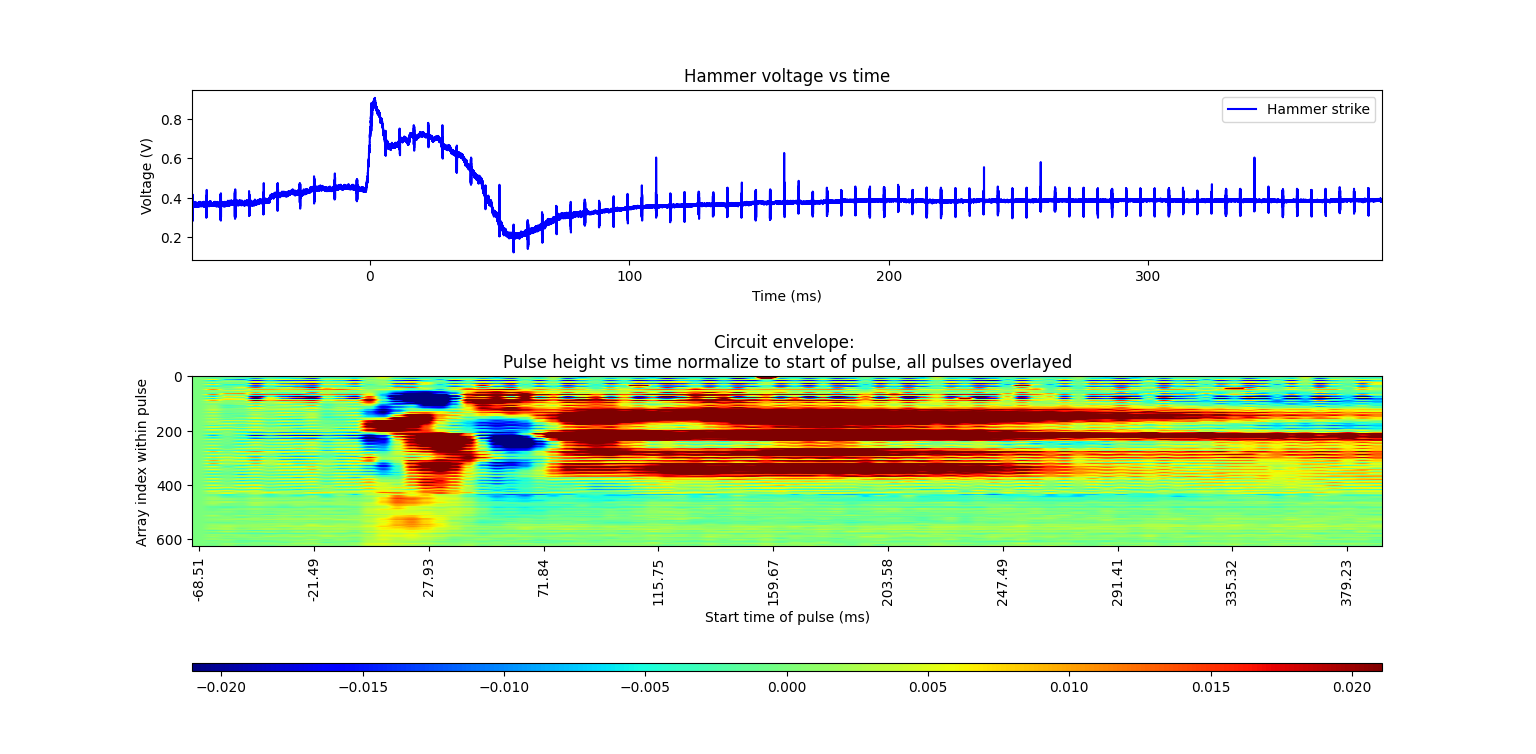 Hammer voltage vs time
Hammer strike
Voltage (V)
0.8
0.6
0.4
0.2
0 100 200 300
Time (ms)
Circuit envelope:
Pulse height vs time normalize to start of pulse, all pulses overlayed
Array index within pulse
0
200
400
600
-68.51 -21.49 27.93 71.84 115.75 159.67 203.58 247.49 291.41 335.32 379.23
Start time of pulse (ms)
−0.020 −0.015 −0.010 −0.005 0.000 0.005 0.010 0.015 0.020